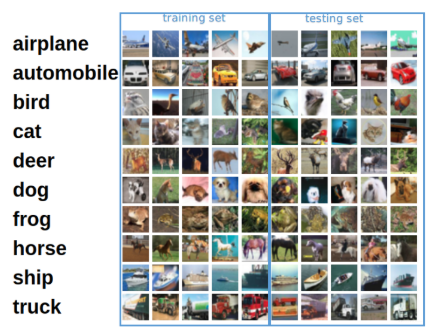 training set
testing set
airplane
automobile
bird
cat
deer
dog
frog
horse
ship
truck